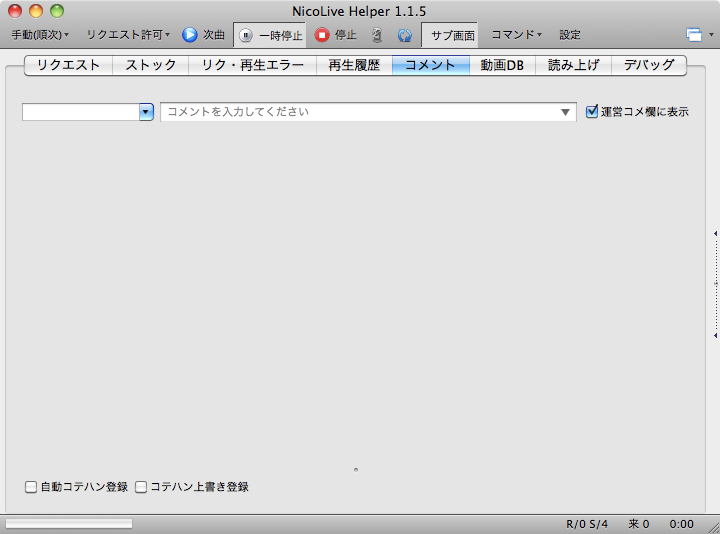 NicoLive Helper 1.1.5
手動(順次) リクエスト許可 次曲 一時停止 停止 サブ画面 コマンド 設定
リクエスト ストック リク・再生エラー 再生履歴 コメント 動画DB 読み上げ デバッグ
コメントを入力してください 運営コメ欄に表示
自動コテハン登録 コテハン上書き登録
R/0 S/4 来 0 0:00